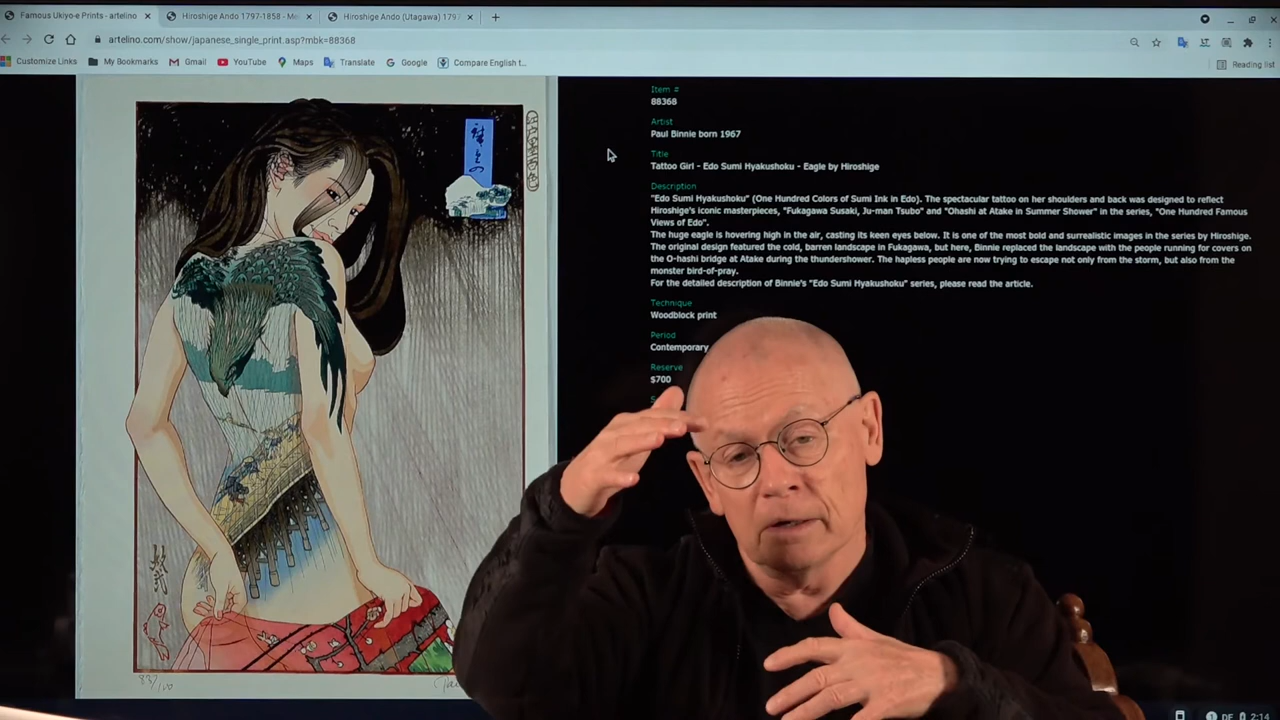 Famous Ukiyo-e Prints - artelino
Hiroshige Ando 1797-1858 - Me
Hiroshige Ando (Utagawa) 179
artelino.com/show/japanese_single_print.asp?mbk=88368
Customize Links My Bookmarks Gmail YouTube Maps Translate Google Compare English t... Reading list
Item #
88368
Artist
Paul Binnie born 1967
Title
Tattoo Girl - Edo Sumi Hyakushoku - Eagle by Hiroshige
Description
"Edo Sumi Hyakushoku" (One Hundred Colors of Sumi Ink in Edo). The spectacular tattoo on her shoulders and back was designed to reflect
Hiroshige's iconic masterpieces, "Fukagawa Susaki, Ju-man Tsubo" and "Ohashi at Atake in Summer Shower" in the series, "One Hundred Famous
Views of Edo".
The huge eagle is hovering high in the air, casting its keen eyes below. It is one of the most bold and surrealistic images in the series by Hiroshige.
The original design featured the cold, barren landscape in Fukagawa, but here, Binnie replaced the landscape with the people running for covers on
the O-hashi bridge at Atake during the thundershower. The hapless people are now trying to escape not only from the storm, but also from the
monster bird-of-pray.
For the detailed description of Binnie's "Edo Sumi Hyakushoku" series, please read the article.
Technique
Woodblock print
Period
Contemporary
Reserve
$700
83/100
DE 2:14